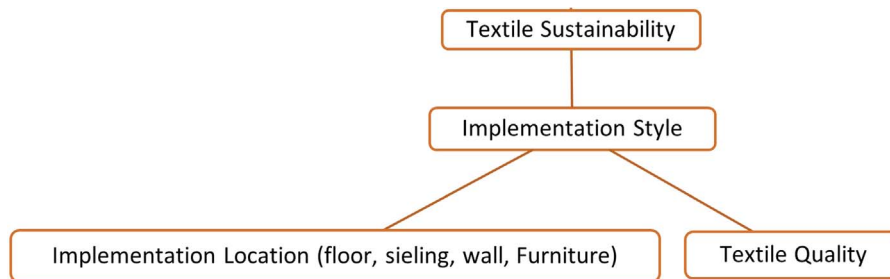 Textile Sustainability
Implementation Style
Implementation Location (floor, sieling, wall, Furniture)
Textile Quality